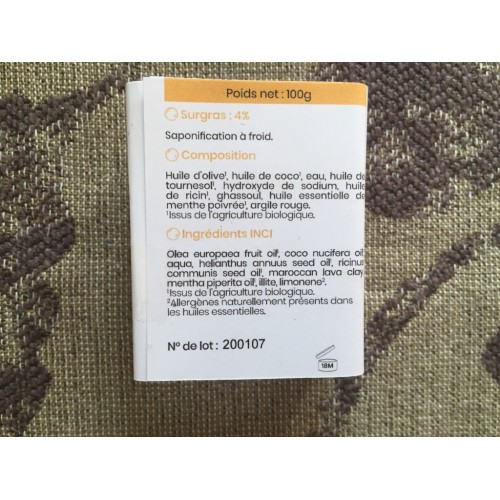 Poids net : 100g
Surgras : 4%
Saponification à froid.
Composition
Huile d'olive¹, huile de coco¹, eau, huile de
tournesol¹, hydroxyde de sodium, huile
de ricin¹, ghassoul, huile essentielle de
menthe poivrée¹, argile rouge.
¹Issus de l'agriculture biologique.
Ingrédients INCI
Olea europaea fruit oil¹, coco nucifera oil
aqua, helianthus annuus seed oil¹, ricinu
communis seed oil¹, maroccan lava clay
mentha piperita oil¹, illite, limonene².
¹Issus de l'agriculture biologique.
²Allergènes naturellement présents dans
les huiles essentielles.
N° de lot : 200107
18M